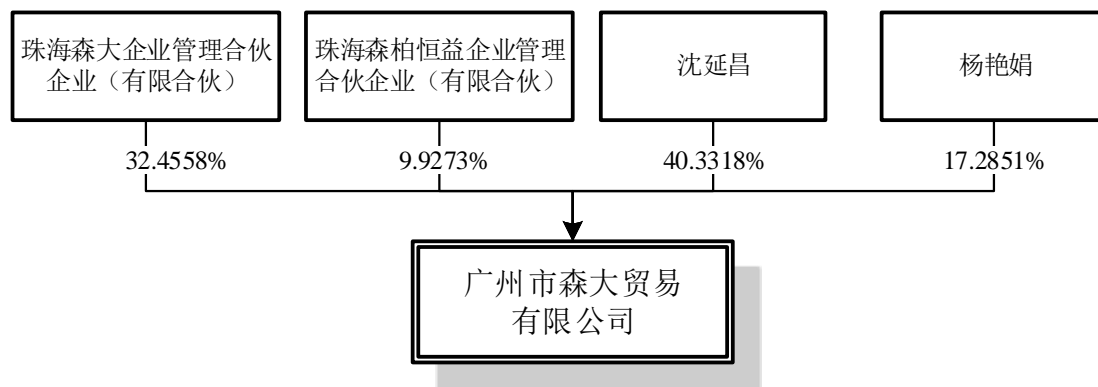 珠海森大企业管理合伙
企业（有限合伙）
珠海森柏恒益企业管理
合伙企业（有限合伙）
沈延昌
杨艳娟
32.4558%
9.9273%
40.3318%
17.2851%
广州市森大贸易
有限公司